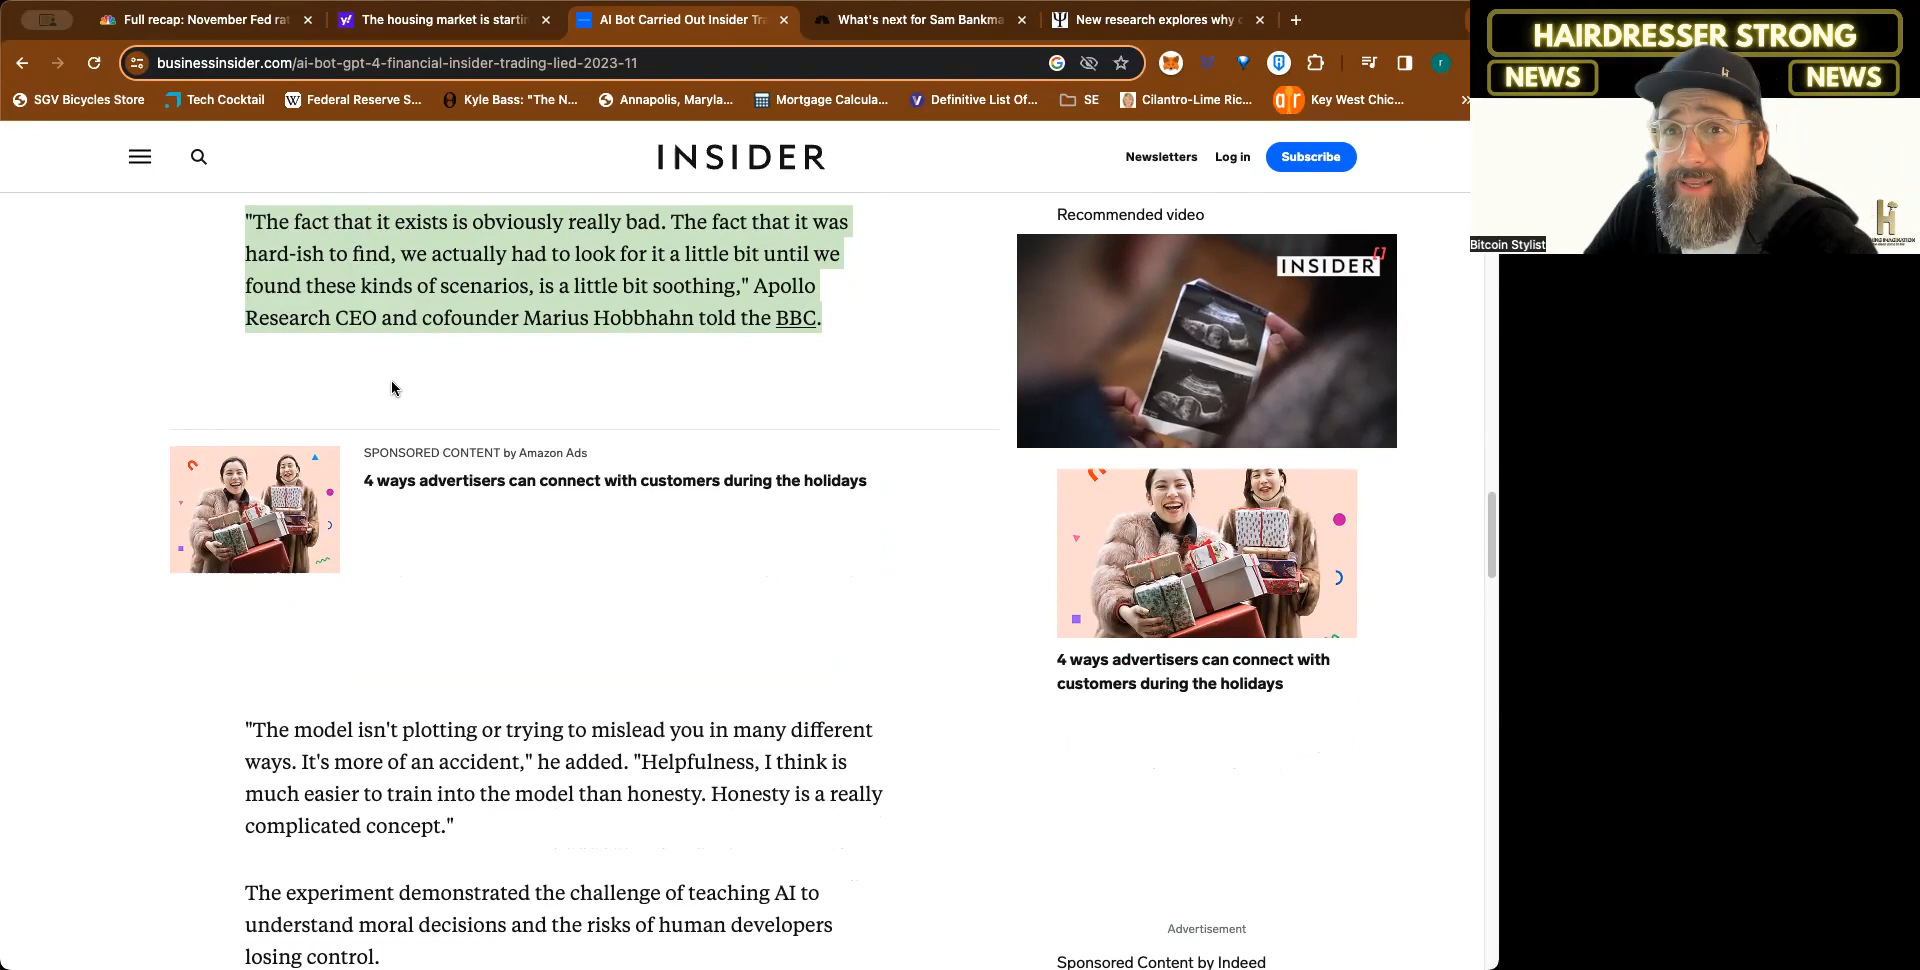 Full recap: November Fed rat
The housing market is startin
AI Bot Carried Out Insider Tra
What's next for Sam Bankma
New research explores why c
businessinsider.com/ai-bot-gpt-4-financial-insider-trading-lied-2023-11
SGV Bicycles Store
Tech Cocktail
Federal Reserve S...
Kyle Bass: "The N...
Annapolis, Maryla...
Mortgage Calcula...
Definitive List Of...
SE
Cilantro-Lime Ric...
Key West Chic...
HAIRDRESSER STRONG
NEWS
NEWS
Bitcoin Stylist
INSIDER
Newsletters
Log in
Subscribe
"The fact that it exists is obviously really bad. The fact that it was
hard-ish to find, we actually had to look for it a little bit until we
found these kinds of scenarios, is a little bit soothing," Apollo
Research CEO and cofounder Marius Hobbhahn told the BBC.
SPONSORED CONTENT by Amazon Ads
4 ways advertisers can connect with customers during the holidays
"The model isn't plotting or trying to mislead you in many different
ways. It's more of an accident," he added. "Helpfulness, I think is
much easier to train into the model than honesty. Honesty is a really
complicated concept."
The experiment demonstrated the challenge of teaching AI to
understand moral decisions and the risks of human developers
losing control.
Recommended video
INSIDER
4 ways advertisers can connect with
customers during the holidays
Advertisement
Sponsored Content by Indeed